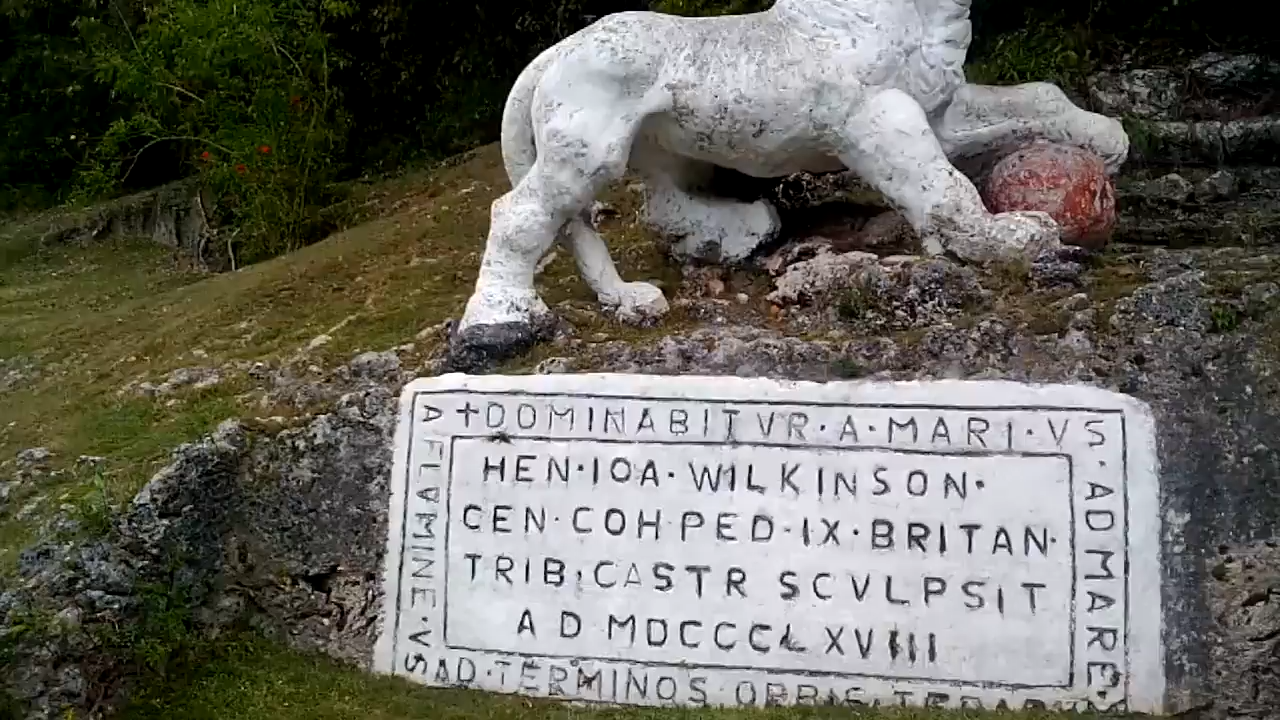 +DOMINABITVR·A·MARI·VS
·AD MARE·
A FLVMINE·VS
AD·TERMINOS ORBIS·TERRARVM
HEN·IOA·WILKINSON·
CEN·COH·PED·IX·BRITAN·
TRIB·CASTR SCVLPSIT
A D MDCCCLXVIII